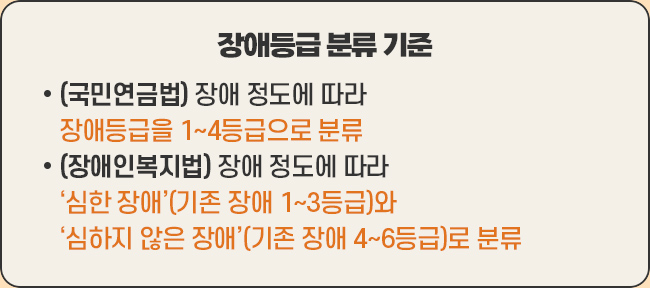 장애등급 분류 기준
• (국민연금법) 장애 정도에 따라
장애등급을 1~4등급으로 분류
• (장애인복지법) 장애 정도에 따라
‘심한 장애’(기존 장애 1~3등급)와
‘심하지 않은 장애’(기존 장애 4~6등급)로 분류